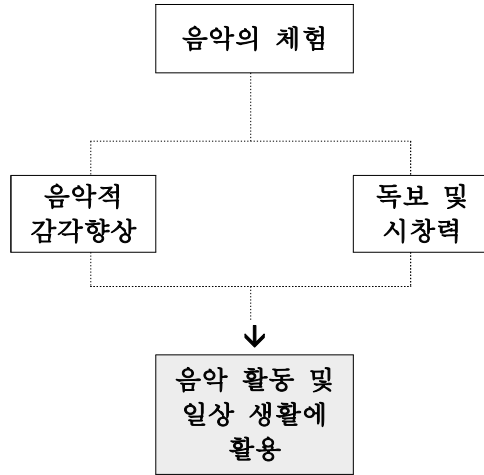 음악의 체험
음악적
감각향상
독보 및
시창력
음악 활동 및
일상 생활에
활용